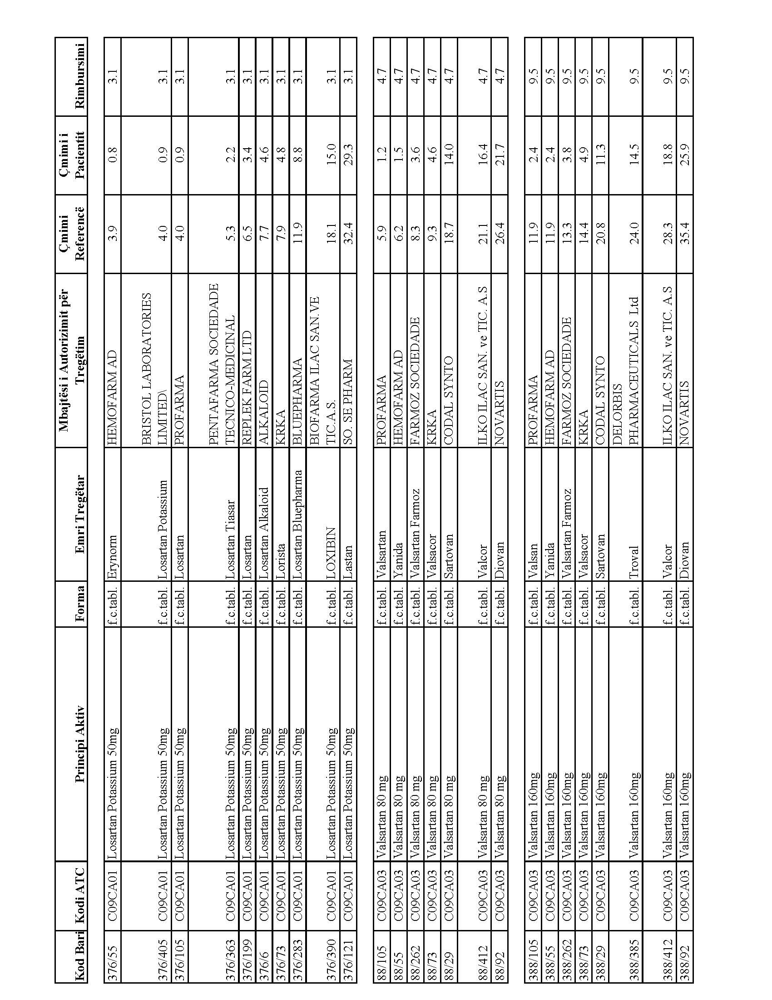 Kod Bari Kodi ATC Principi Aktiv Forma Emri Tregëtar Mbajtësi i Autorizimit për Tregëtim Çmimi Referencë Çmimi i Pacientit Rimbursimi
376/55 C09CA01 Losartan Potassium 50mg f.c.tabl. Erynorm HEMOFARM AD 3.9 0.8 3.1
BRISTOL LABORATORIES
376/405 C09CA01 Losartan Potassium 50mg f.c.tabl. Losartan Potassium LIMITED\ 4.0 0.9 3.1
376/105 C09CA01 Losartan Potassium 50mg f.c.tabl. Losartan PROFARMA 4.0 0.9 3.1
PENTAFARMA SOCIEDADE
376/363 C09CA01 Losartan Potassium 50mg f.c.tabl. Losartan Tiasar TECNICO-MEDICINAL 5.3 2.2 3.1
376/199 C09CA01 Losartan Potassium 50mg f.c.tabl. Losartan REPLEK FARM LTD 6.5 3.4 3.1
376/6 C09CA01 Losartan Potassium 50mg f.c.tabl. Losartan Alkaloid ALKALOID 7.7 4.6 3.1
376/73 C09CA01 Losartan Potassium 50mg f.c.tabl. Lorista KRKA 7.9 4.8 3.1
376/283 C09CA01 Losartan Potassium 50mg f.c.tabl. Losartan Bluepharma BLUEPHARMA 11.9 8.8 3.1
BIOFARMA ILAC SAN.VE
376/390 C09CA01 Losartan Potassium 50mg f.c.tabl. LOXIBIN TIC.A.S. 18.1 15.0 3.1
376/121 C09CA01 Losartan Potassium 50mg f.c.tabl. Lastan SO. SE PHARM 32.4 29.3 3.1
88/105 C09CA03 Valsartan 80 mg f.c.tabl. Valsartan PROFARMA 5.9 1.2 4.7
88/55 C09CA03 Valsartan 80 mg f.c.tabl. Yanida HEMOFARM AD 6.2 1.5 4.7
88/262 C09CA03 Valsartan 80 mg f.c.tabl. Valsartan Farmoz FARMOZ SOCIEDADE 8.3 3.6 4.7
88/73 C09CA03 Valsartan 80 mg f.c.tabl. Valsacor KRKA 9.3 4.6 4.7
88/29 C09CA03 Valsartan 80 mg f.c.tabl. Sartovan CODAL SYNTO 18.7 14.0 4.7
88/412 C09CA03 Valsartan 80 mg f.c.tabl. Valcor ILKO ILAC SAN. ve TIC. A.S 21.1 16.4 4.7
88/92 C09CA03 Valsartan 80 mg f.c.tabl. Diovan NOVARTIS 26.4 21.7 4.7
388/105 C09CA03 Valsartan 160mg f.c.tabl. Valsan PROFARMA 11.9 2.4 9.5
388/55 C09CA03 Valsartan 160mg f.c.tabl. Yanida HEMOFARM AD 11.9 2.4 9.5
388/262 C09CA03 Valsartan 160mg f.c.tabl. Valsartan Farmoz FARMOZ SOCIEDADE 13.3 3.8 9.5
388/73 C09CA03 Valsartan 160mg f.c.tabl. Valsacor KRKA 14.4 4.9 9.5
388/29 C09CA03 Valsartan 160mg f.c.tabl. Sartovan CODAL SYNTO 20.8 11.3 9.5
DELORBIS
388/385 C09CA03 Valsartan 160mg f.c.tabl. Troval PHARMACEUTICALS Ltd 24.0 14.5 9.5
388/412 C09CA03 Valsartan 160mg f.c.tabl. Valcor ILKO ILAC SAN. ve TIC. A.S 28.3 18.8 9.5
388/92 C09CA03 Valsartan 160mg f.c.tabl. Diovan NOVARTIS 35.4 25.9 9.5